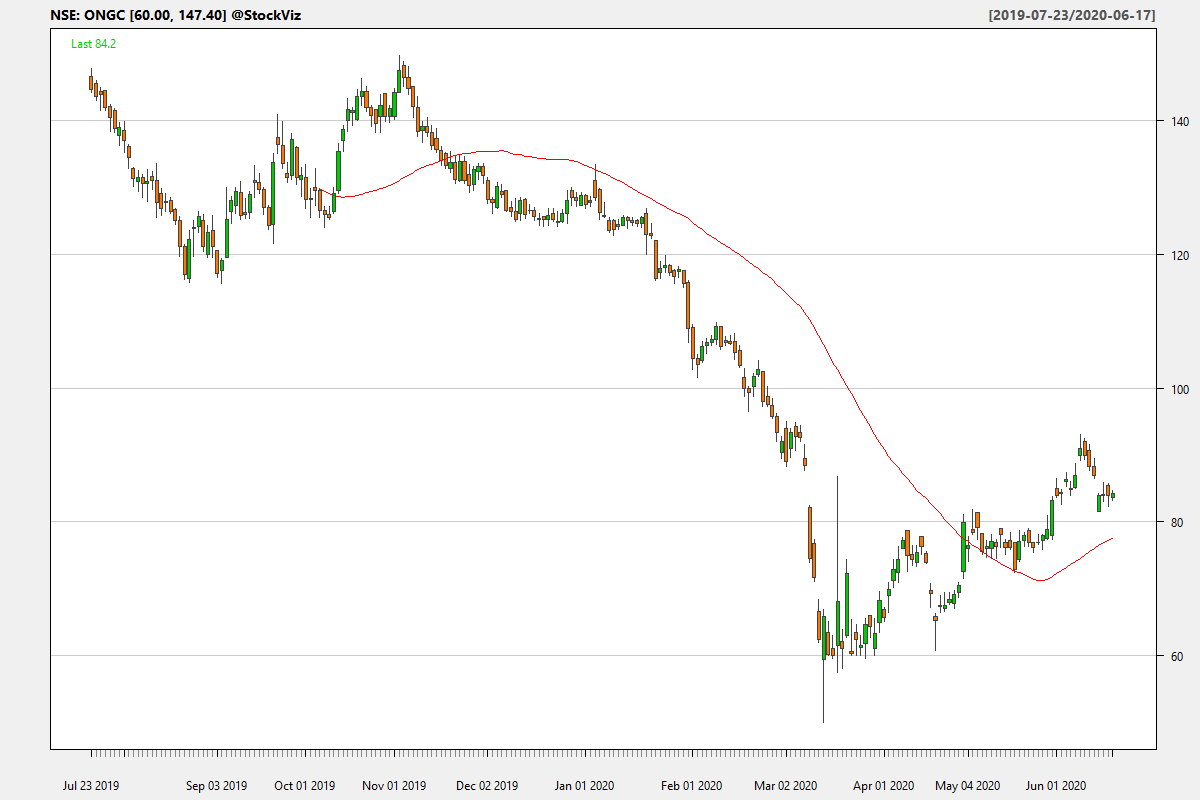 NSE: ONGC [60.00, 147.40] @StockViz
[2019-07-23/2020-06-17]
Last 84.2
140
120
100
80
60
Jul 23 2019 Sep 03 2019 Oct 01 2019 Nov 01 2019 Dec 02 2019 Jan 01 2020 Feb 01 2020 Mar 02 2020 Apr 01 2020 May 04 2020 Jun 01 2020